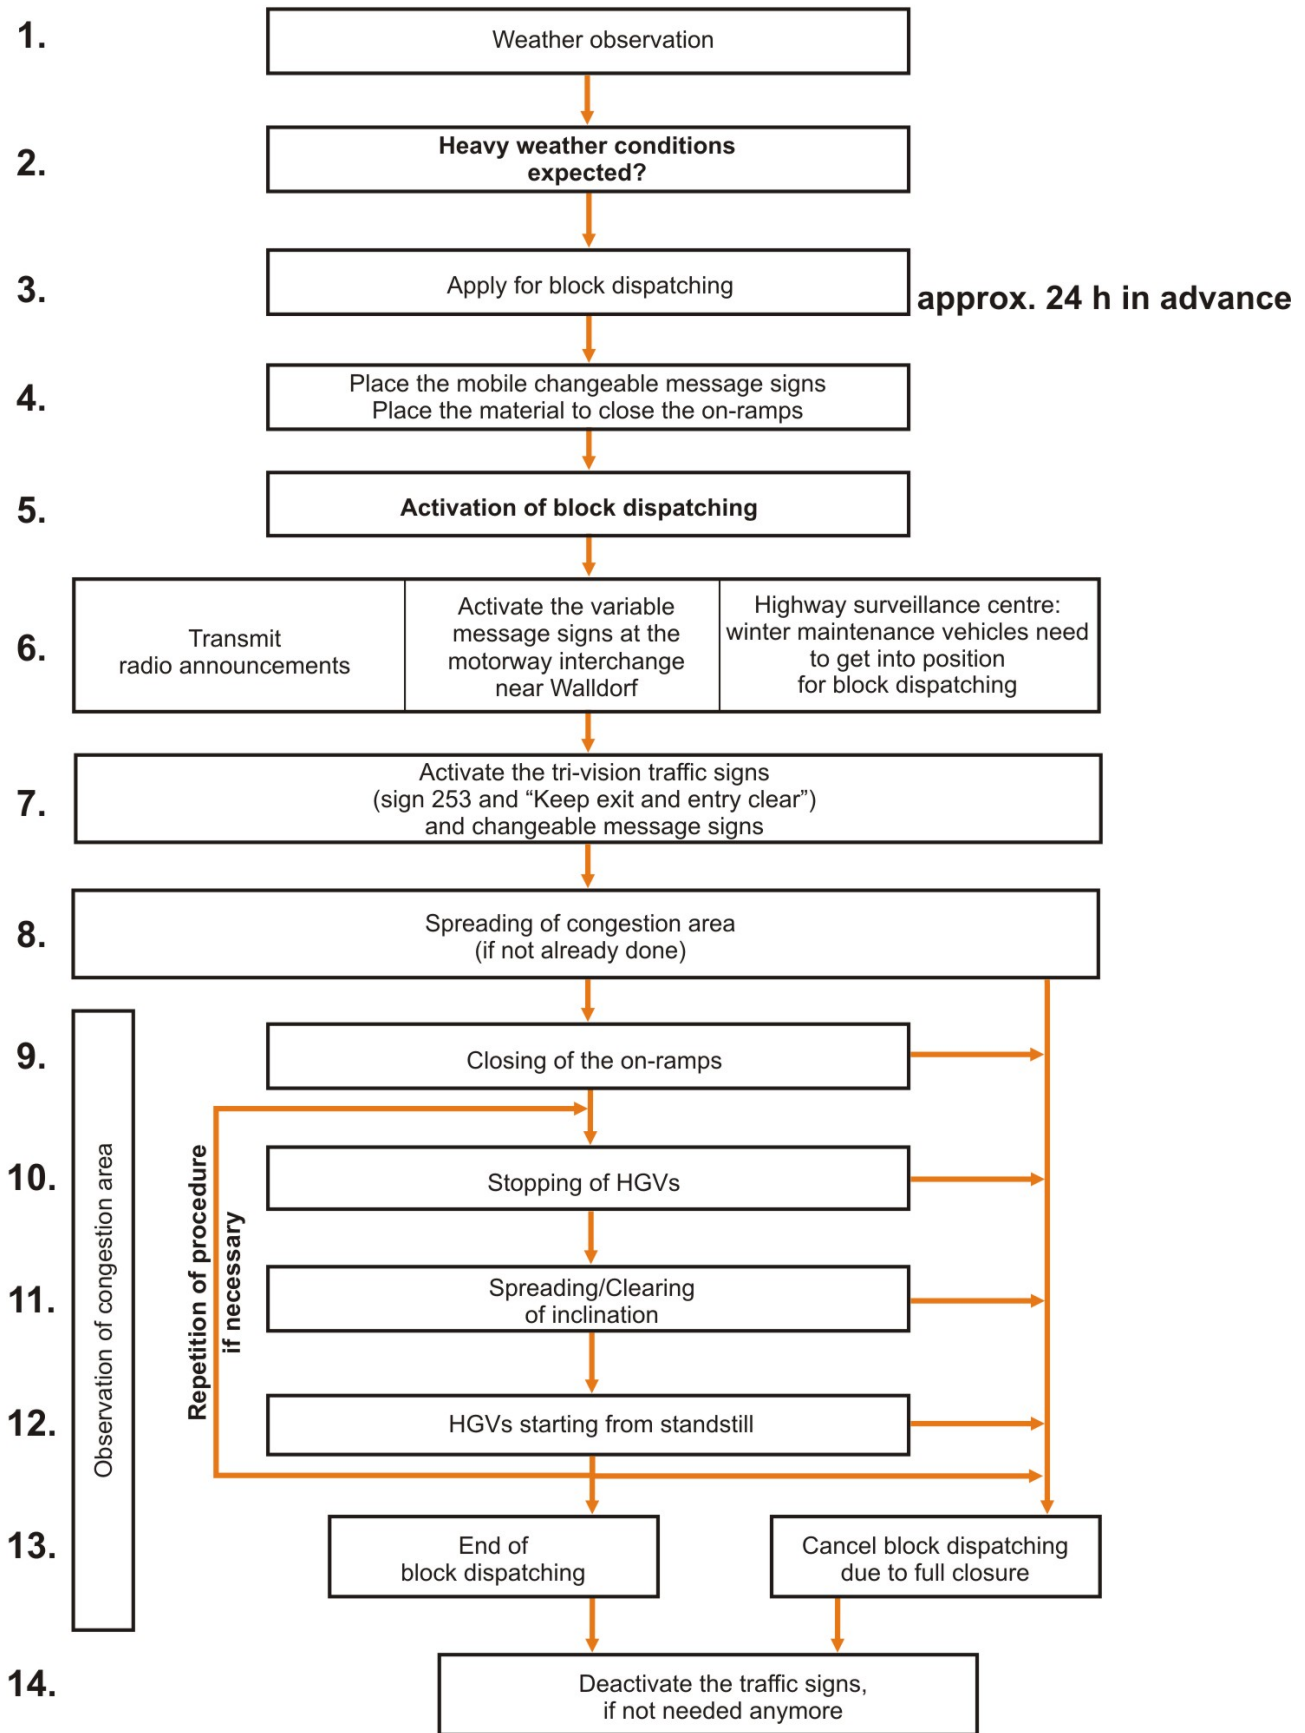 1.
Weather observation
2.
Heavy weather conditions
expected?
3.
Apply for block dispatching
approx. 24 h in advance
4.
Place the mobile changeable message signs
Place the material to close the on-ramps
5.
Activation of block dispatching
6.
Transmit
radio announcements
Activate the variable
message signs at the
motorway interchange
near Walldorf
Highway surveillance centre:
winter maintenance vehicles need
to get into position
for block dispatching
7.
Activate the tri-vision traffic signs
(sign 253 and “Keep exit and entry clear”)
and changeable message signs
8.
Spreading of congestion area
(if not already done)
Observation of congestion area
9.
Closing of the on-ramps
Repetition of procedure
if necessary
10.
Stopping of HGVs
11.
Spreading/Clearing
of inclination
12.
HGVs starting from standstill
13.
End of
block dispatching
Cancel block dispatching
due to full closure
14.
Deactivate the traffic signs,
if not needed anymore